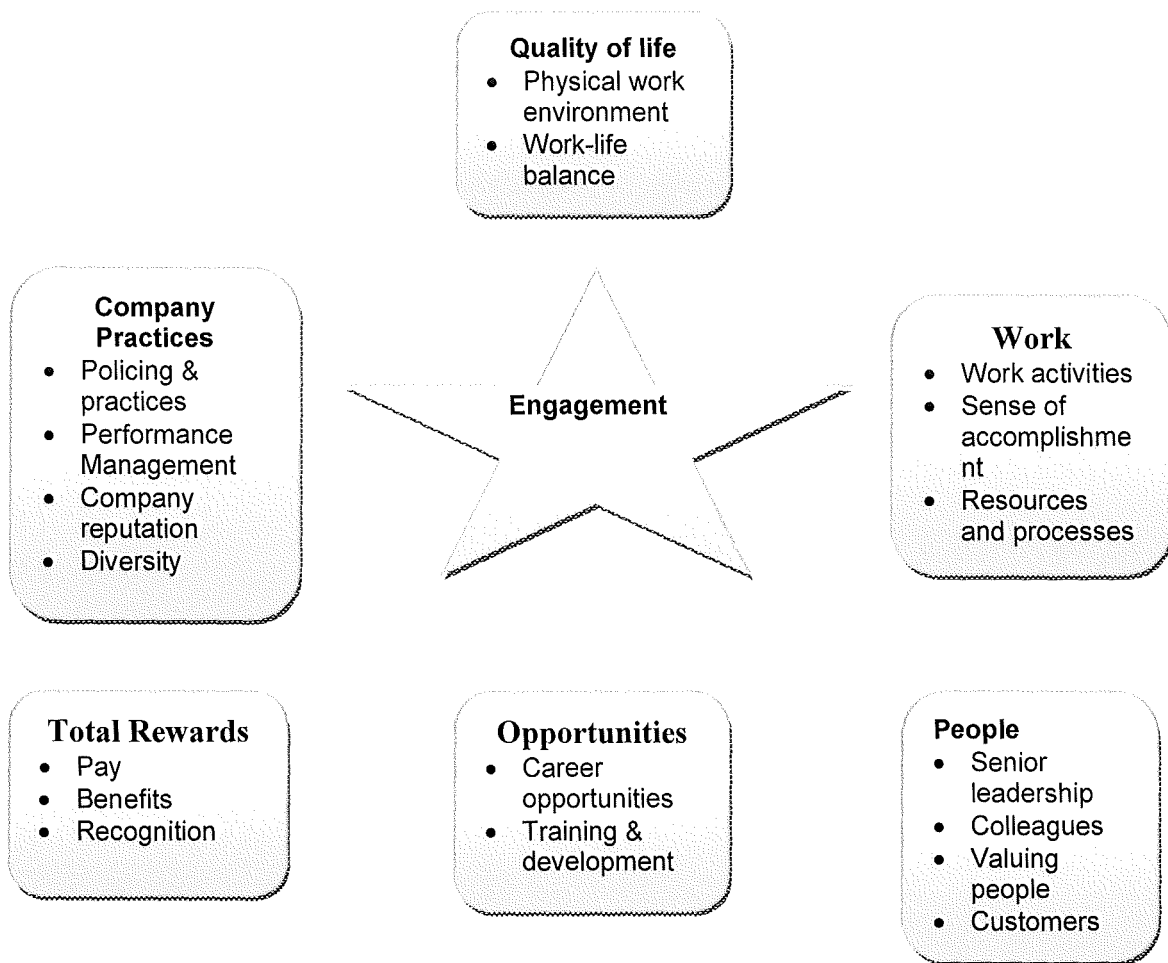 Quality of life
• Physical work
environment
• Work-life
balance
Company
Practices
• Policing &
practices
• Performance
Management
• Company
reputation
• Diversity
Engagement
Work
• Work activities
• Sense of
accomplishme
nt
• Resources
and processes
Total Rewards
• Pay
• Benefits
• Recognition
Opportunities
• Career
opportunities
• Training &
development
People
• Senior
leadership
• Colleagues
• Valuing
people
• Customers